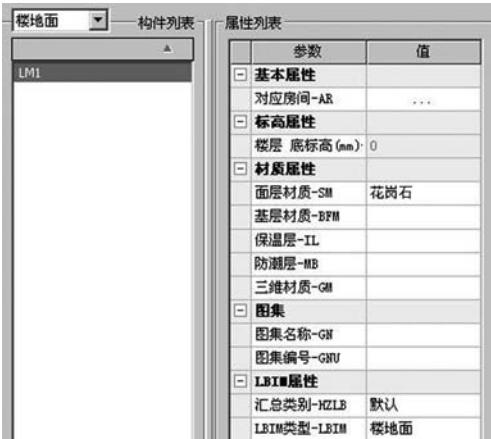 楼地面 构件列表 属性列表
参数 值
LM1
基本属性
对应房间-AR ...
标高属性
楼层 底标高(mm) 0
材质属性
面层材质-SM 花岗石
基层材质-BFM
保温层-IL
防潮层-MB
三维材质-GM
图集
图集名称-GN
图集编号-GNU
LBIM属性
汇总类别-HZLB 默认
LBIM类型-LBIM 楼地面